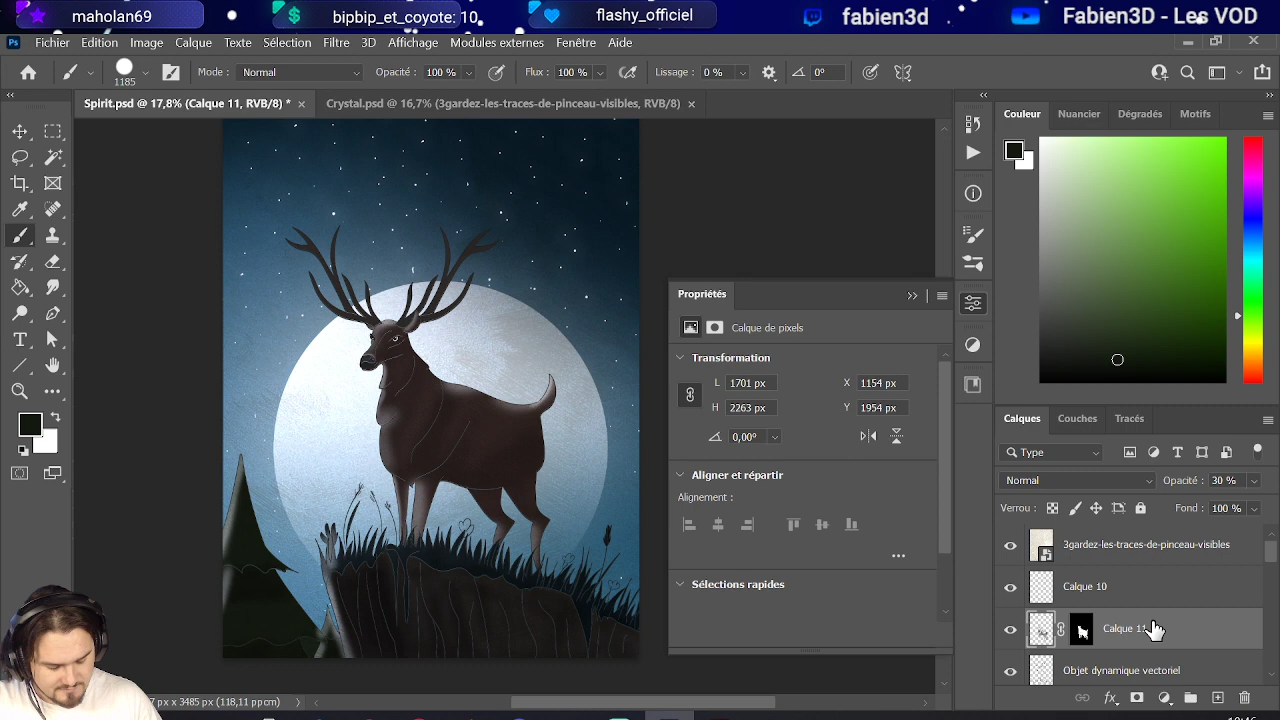 maholan69
bipbip_et_coyote: 10
flashy_officiel
fabien3d
Fabien3D - Les VOD
Ps Fichier Edition Image Calque Texte Sélection Filtre 3D Affichage Modules externes Fenêtre Aide
1185 Mode : Normal Opacité : 100 % Flux : 100 % Lissage : 0 % 0°
Spirit.psd @ 17,8% (Calque 11, RVB/8) * × Crystal.psd @ 16,7% (3gardez-les-traces-de-pinceau-visibles, RVB/8) ×
Couleur Nuancier Dégradés Motifs
Propriétés
Calque de pixels
Transformation
L 1701 px X 1154 px
H 2263 px Y 1954 px
0,00°
Aligner et répartir
Alignement :
Sélections rapides
Calques Couches Tracés
Type
Normal Opacité : 30 %
Verrou : Fond : 100 %
3gardez-les-traces-de-pinceau-visibles
Calque 10
Calque 11
Objet dynamique vectoriel
7 px x 3485 px (118,11 ppcm)